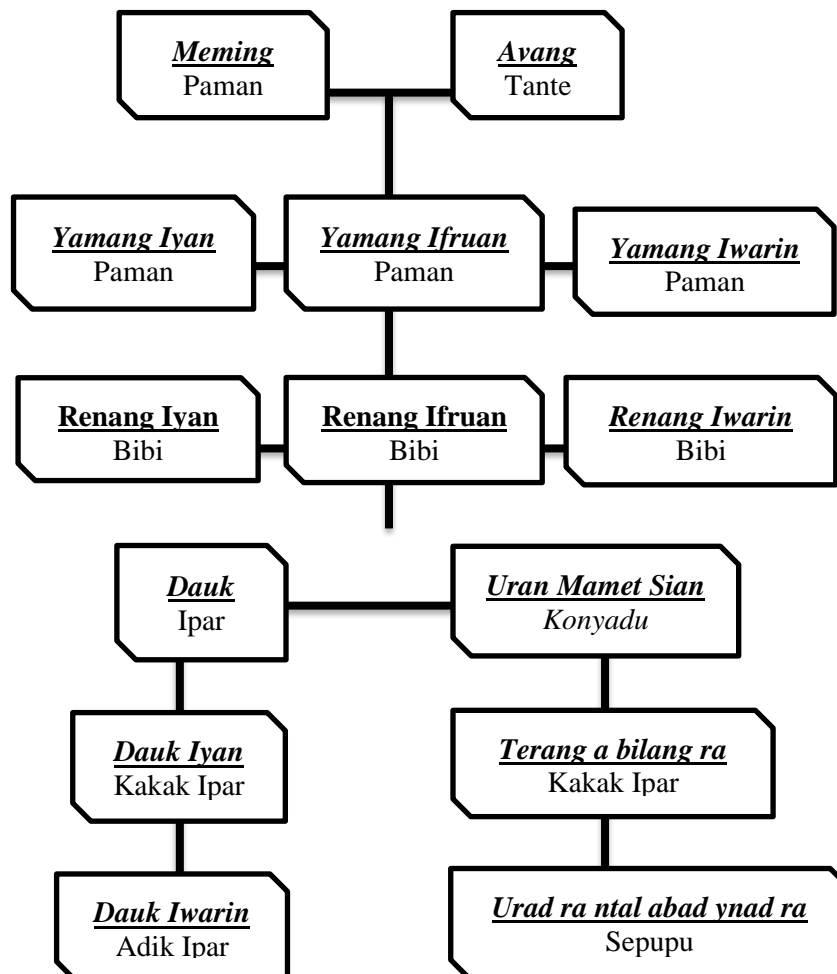 Meming
Paman
Avang
Tante
Yamang Iyan
Paman
Yamang Ifruan
Paman
Yamang Iwarin
Paman
Renang Iyan
Bibi
Renang Ifruan
Bibi
Renang Iwarin
Bibi
Dauk
Ipar
Uran Mamet Sian
Konyadu
Dauk Iyan
Kakak Ipar
Terang a bilang ra
Kakak Ipar
Dauk Iwarin
Adik Ipar
Urad ra ntal abad ynad ra
Sepupu